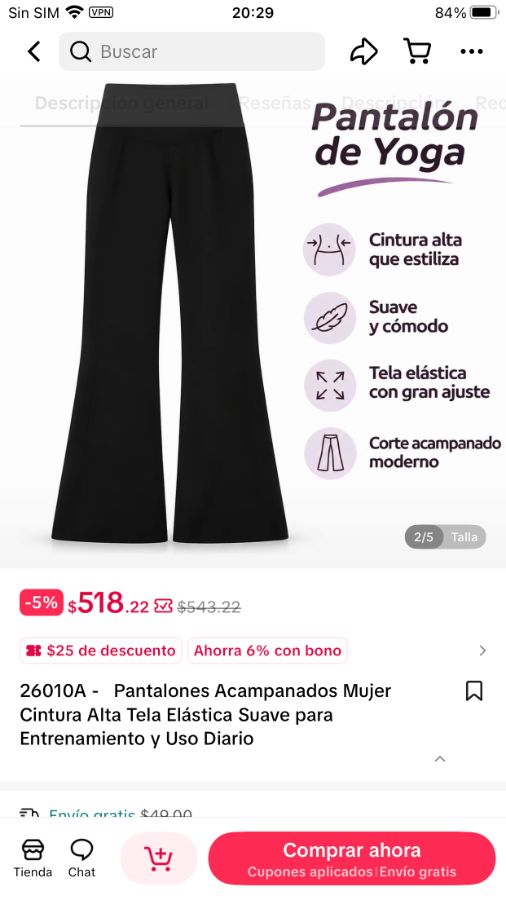 Sin SIM VPN 20:29 84%
Buscar
Descripción general Reseñas Descripción Rec
Pantalón
de Yoga
Cintura alta
que estiliza
Suave
y cómodo
Tela elástica
con gran ajuste
Corte acampanado
moderno
2/5 Talla
-5% $518.22 $543.22
$25 de descuento Ahorra 6% con bono
26010A - Pantalones Acampanados Mujer
Cintura Alta Tela Elástica Suave para
Entrenamiento y Uso Diario
Envío gratis $49.00
Comprar ahora
Tienda Chat Cupones aplicados|Envío gratis